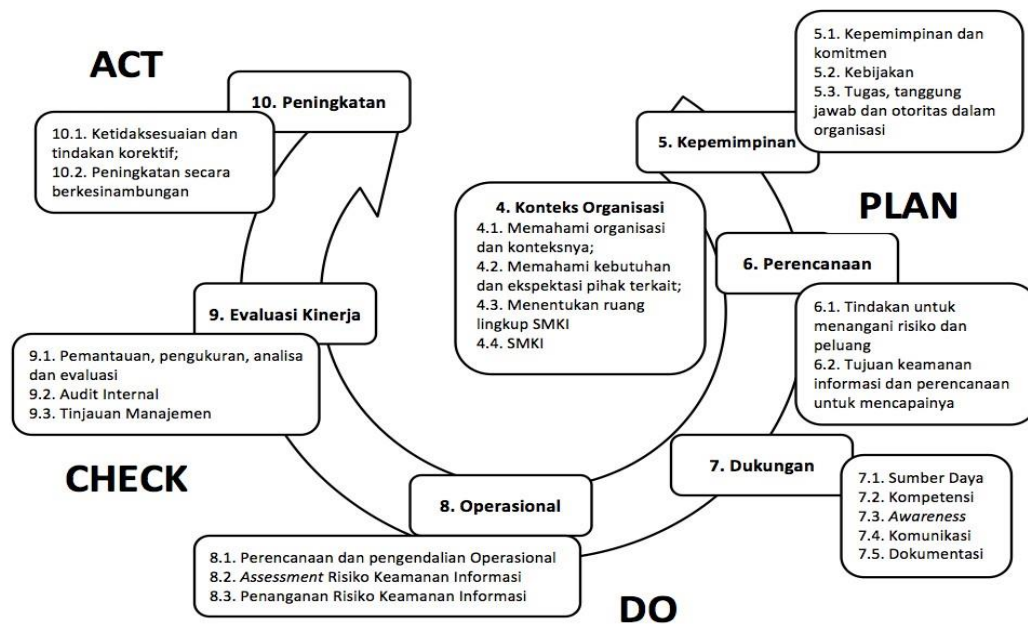 ACT
10. Peningkatan
10.1. Ketidaksesuaian dan
tindakan korektif;
10.2. Peningkatan secara
berkesinambungan
5.1. Kepemimpinan dan
komitmen
5.2. Kebijakan
5.3. Tugas, tanggung
jawab dan otoritas dalam
organisasi
5. Kepemimpinan
PLAN
4. Konteks Organisasi
4.1. Memahami organisasi
dan konteksnya;
4.2. Memahami kebutuhan
dan ekspektasi pihak terkait;
4.3. Menentukan ruang
lingkup SMKI
4.4. SMKI
6. Perencanaan
6.1. Tindakan untuk
menangani risiko dan
peluang
6.2. Tujuan keamanan
informasi dan perencanaan
untuk mencapainya
9. Evaluasi Kinerja
9.1. Pemantauan, pengukuran, analisa
dan evaluasi
9.2. Audit Internal
9.3. Tinjauan Manajemen
CHECK
7. Dukungan
7.1. Sumber Daya
7.2. Kompetensi
7.3. Awareness
7.4. Komunikasi
7.5. Dokumentasi
8. Operasional
8.1. Perencanaan dan pengendalian Operasional
8.2. Assessment Risiko Keamanan Informasi
8.3. Penanganan Risiko Keamanan Informasi
DO